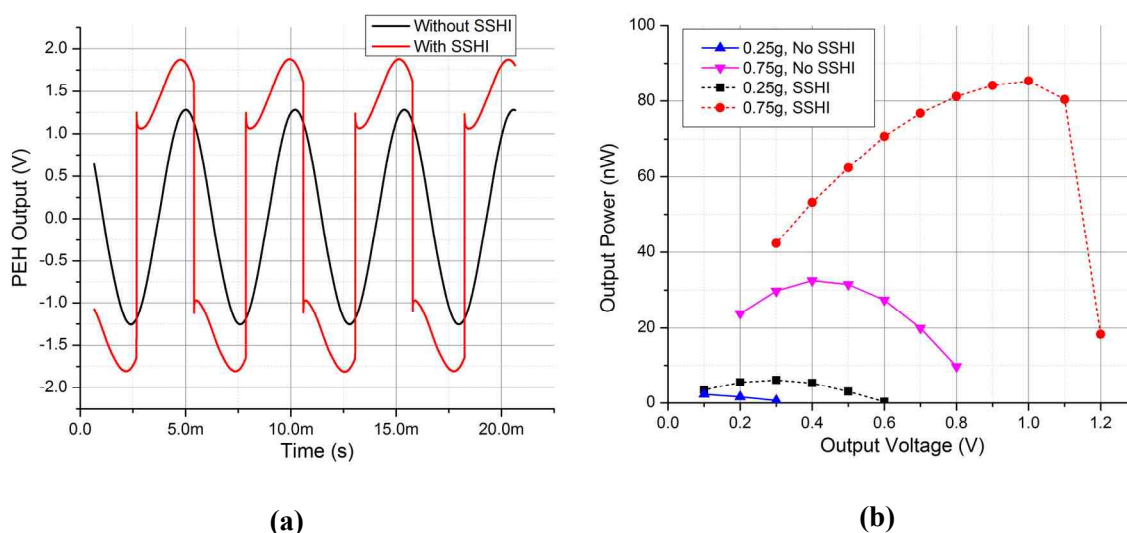 Without SSHI
With SSHI
PEH Output (V)
2.0
1.5
1.0
0.5
0.0
-0.5
-1.0
-1.5
-2.0
0.0 5.0m 10.0m 15.0m 20.0m
Time (s)
(a)
0.25g, No SSHI
0.75g, No SSHI
0.25g, SSHI
0.75g, SSHI
Output Power (nW)
100
80
60
40
20
0
0.0 0.2 0.4 0.6 0.8 1.0 1.2
Output Voltage (V)
(b)